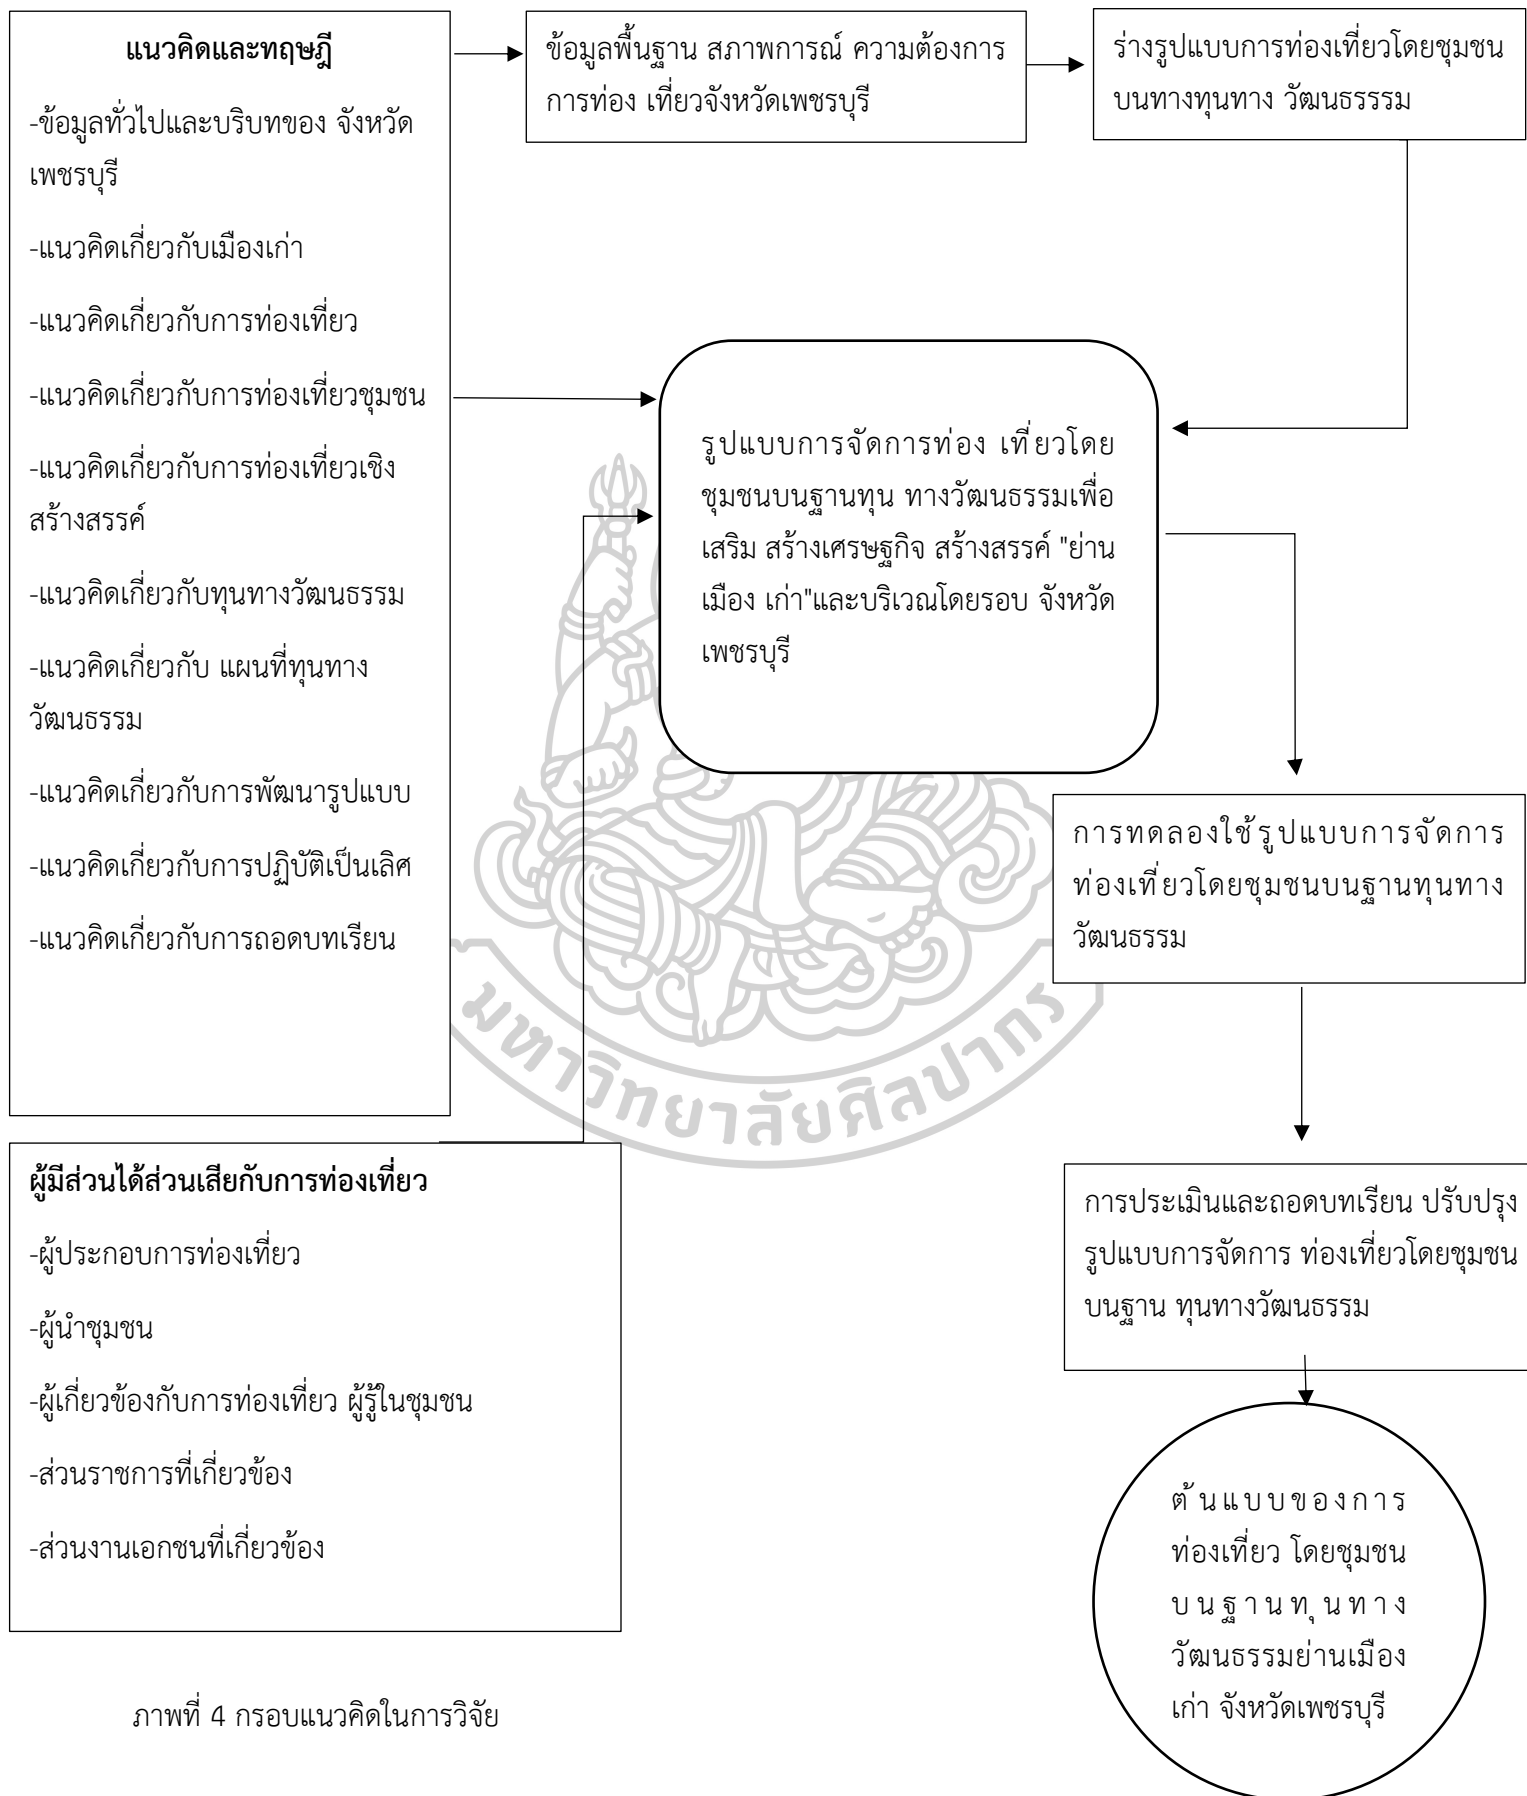 แนวคิดและทฤษฎี
-ข้อมูลทั่วไปและบริบทของ จังหวัด
เพชรบุรี
-แนวคิดเกี่ยวกับเมืองเก่า
-แนวคิดเกี่ยวกับการท่องเที่ยว
-แนวคิดเกี่ยวกับการท่องเที่ยวชุมชน
-แนวคิดเกี่ยวกับการท่องเที่ยวเชิง
สร้างสรรค์
-แนวคิดเกี่ยวกับทุนทางวัฒนธรรม
-แนวคิดเกี่ยวกับ แผนที่ทุนทาง
วัฒนธรรม
-แนวคิดเกี่ยวกับการพัฒนารูปแบบ
-แนวคิดเกี่ยวกับการปฏิบัติเป็นเลิศ
-แนวคิดเกี่ยวกับการถอดบทเรียน
ข้อมูลพื้นฐาน สภาพการณ์ ความต้องการ
การท่อง เที่ยวจังหวัดเพชรบุรี
ร่างรูปแบบการท่องเที่ยวโดยชุมชน
บนทางทุนทาง วัฒนธรรรม
รูปแบบการจัดการท่อง เที่ยวโดย
ชุมชนบนฐานทุน ทางวัฒนธรรมเพื่อ
เสริม สร้างเศรษฐกิจ สร้างสรรค์ "ย่าน
เมือง เก่า"และบริเวณโดยรอบ จังหวัด
เพชรบุรี
การทดลองใช้รูปแบบการจัดการ
ท่องเที่ยวโดยชุมชนบนฐานทุนทาง
วัฒนธรรม
การประเมินและถอดบทเรียน ปรับปรุง
รูปแบบการจัดการ ท่องเที่ยวโดยชุมชน
บนฐาน ทุนทางวัฒนธรรม
ต้นแบบของการ
ท่องเที่ยว โดยชุมชน
บนฐานทุนทาง
วัฒนธรรมย่านเมือง
เก่า จังหวัดเพชรบุรี
ผู้มีส่วนได้ส่วนเสียกับการท่องเที่ยว
-ผู้ประกอบการท่องเที่ยว
-ผู้นำชุมชน
-ผู้เกี่ยวข้องกับการท่องเที่ยว ผู้รู้ในชุมชน
-ส่วนราชการที่เกี่ยวข้อง
-ส่วนงานเอกชนที่เกี่ยวข้อง
มหาวิทยาลัยศิลปากร
ภาพที่ 4 กรอบแนวคิดในการวิจัย